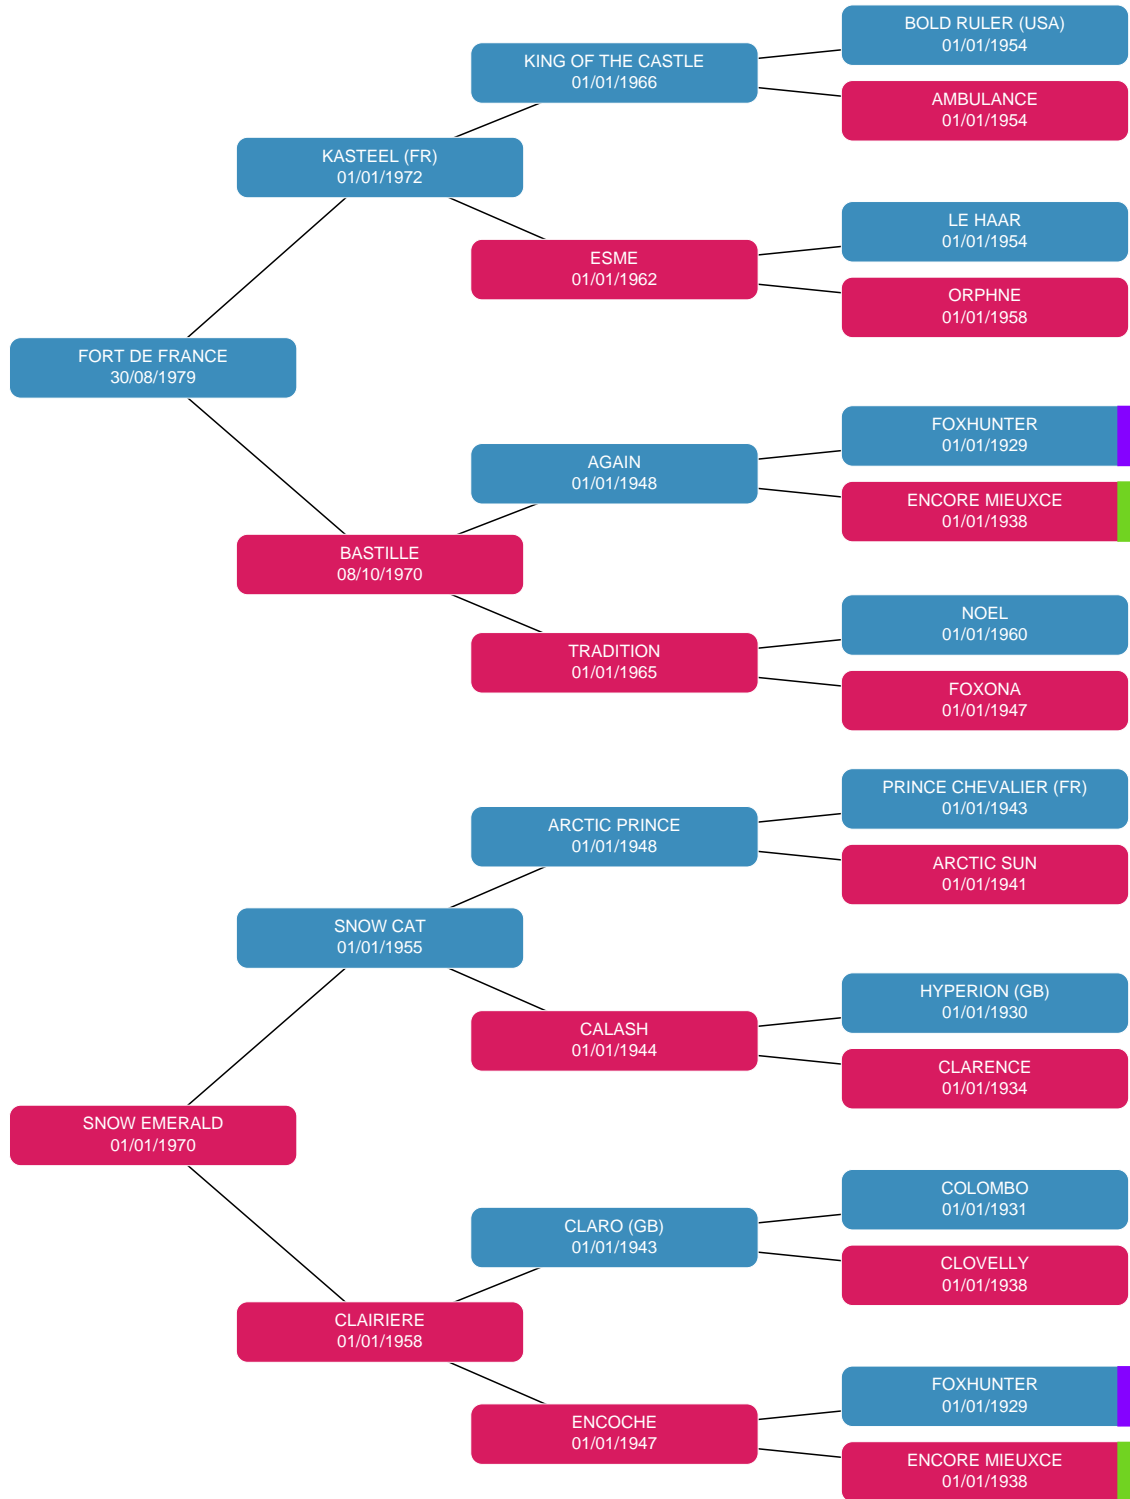 BOLD RULER (USA)
01/01/1954
KING OF THE CASTLE
01/01/1966
AMBULANCE
01/01/1954
KASTEEL (FR)
01/01/1972
LE HAAR
01/01/1954
ESME
01/01/1962
ORPHNE
01/01/1958
FORT DE FRANCE
30/08/1979
FOXHUNTER
01/01/1929
AGAIN
01/01/1948
ENCORE MIEUXCE
01/01/1938
BASTILLE
08/10/1970
NOEL
01/01/1960
TRADITION
01/01/1965
FOXONA
01/01/1947
PRINCE CHEVALIER (FR)
01/01/1943
ARCTIC PRINCE
01/01/1948
ARCTIC SUN
01/01/1941
SNOW CAT
01/01/1955
HYPERION (GB)
01/01/1930
CALASH
01/01/1944
CLARENCE
01/01/1934
SNOW EMERALD
01/01/1970
COLOMBO
01/01/1931
CLARO (GB)
01/01/1943
CLOVELLY
01/01/1938
CLAIRIERE
01/01/1958
FOXHUNTER
01/01/1929
ENCOCHE
01/01/1947
ENCORE MIEUXCE
01/01/1938